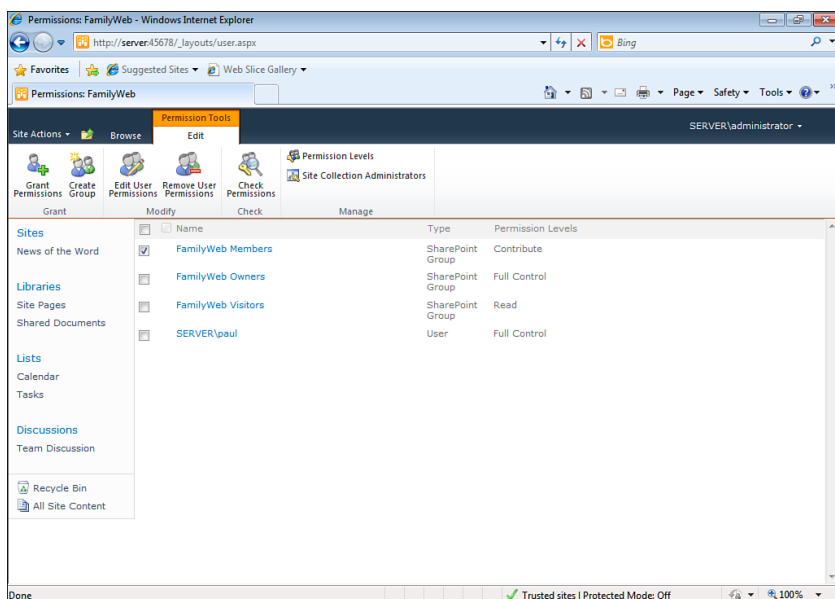 Permissions: FamilyWeb - Windows Internet Explorer
http://server:45678/_layouts/user.aspx
Bing
Favorites
Suggested Sites
Web Slice Gallery
Permissions: FamilyWeb
Page
Safety
Tools
Site Actions
Browse
Permission Tools
Edit
SERVER\administrator
Grant Permissions
Create Group
Edit User Permissions
Remove User Permissions
Check Permissions
Permission Levels
Site Collection Administrators
Grant
Modify
Check
Manage
Sites
News of the Word
Libraries
Site Pages
Shared Documents
Lists
Calendar
Tasks
Discussions
Team Discussion
Recycle Bin
All Site Content
Name Type Permission Levels
FamilyWeb Members SharePoint Group Contribute
FamilyWeb Owners SharePoint Group Full Control
FamilyWeb Visitors SharePoint Group Read
SERVER\paul User Full Control
Done
Trusted sites | Protected Mode: Off
100%